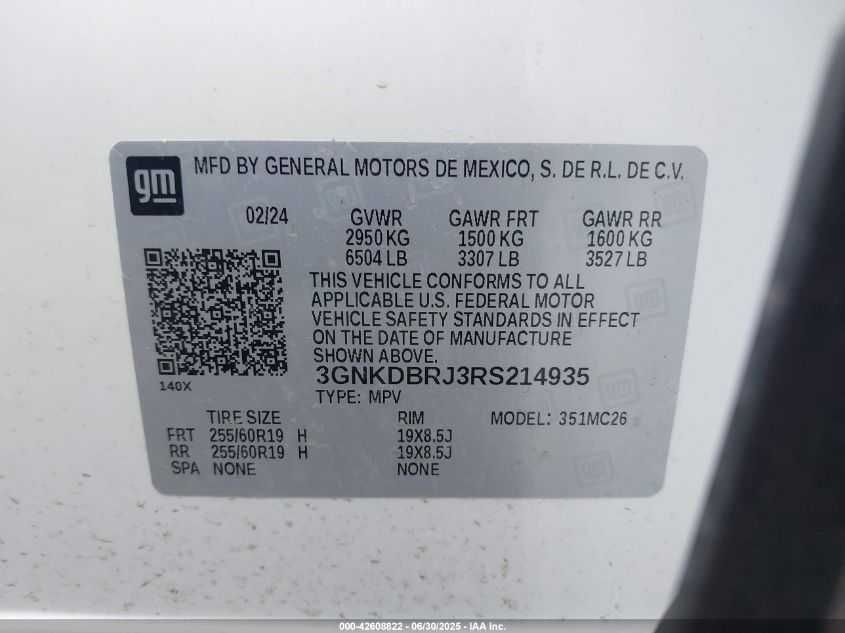 gm
MFD BY GENERAL MOTORS DE MEXICO, S. DE R.L. DE C.V.
02/24 GVWR GAWR FRT GAWR RR
2950 KG 1500 KG 1600 KG
6504 LB 3307 LB 3527 LB
THIS VEHICLE CONFORMS TO ALL
APPLICABLE U.S. FEDERAL MOTOR
VEHICLE SAFETY STANDARDS IN EFFECT
ON THE DATE OF MANUFACTURE
SHOWN ABOVE.
3GNKDBRJ3RS214935
140X
TYPE: MPV
TIRE SIZE RIM MODEL: 351MC26
FRT 255/60R19 H 19X8.5J
RR 255/60R19 H 19X8.5J
SPA NONE NONE
000-42608822 - 06/30/2025 - IAA Inc.